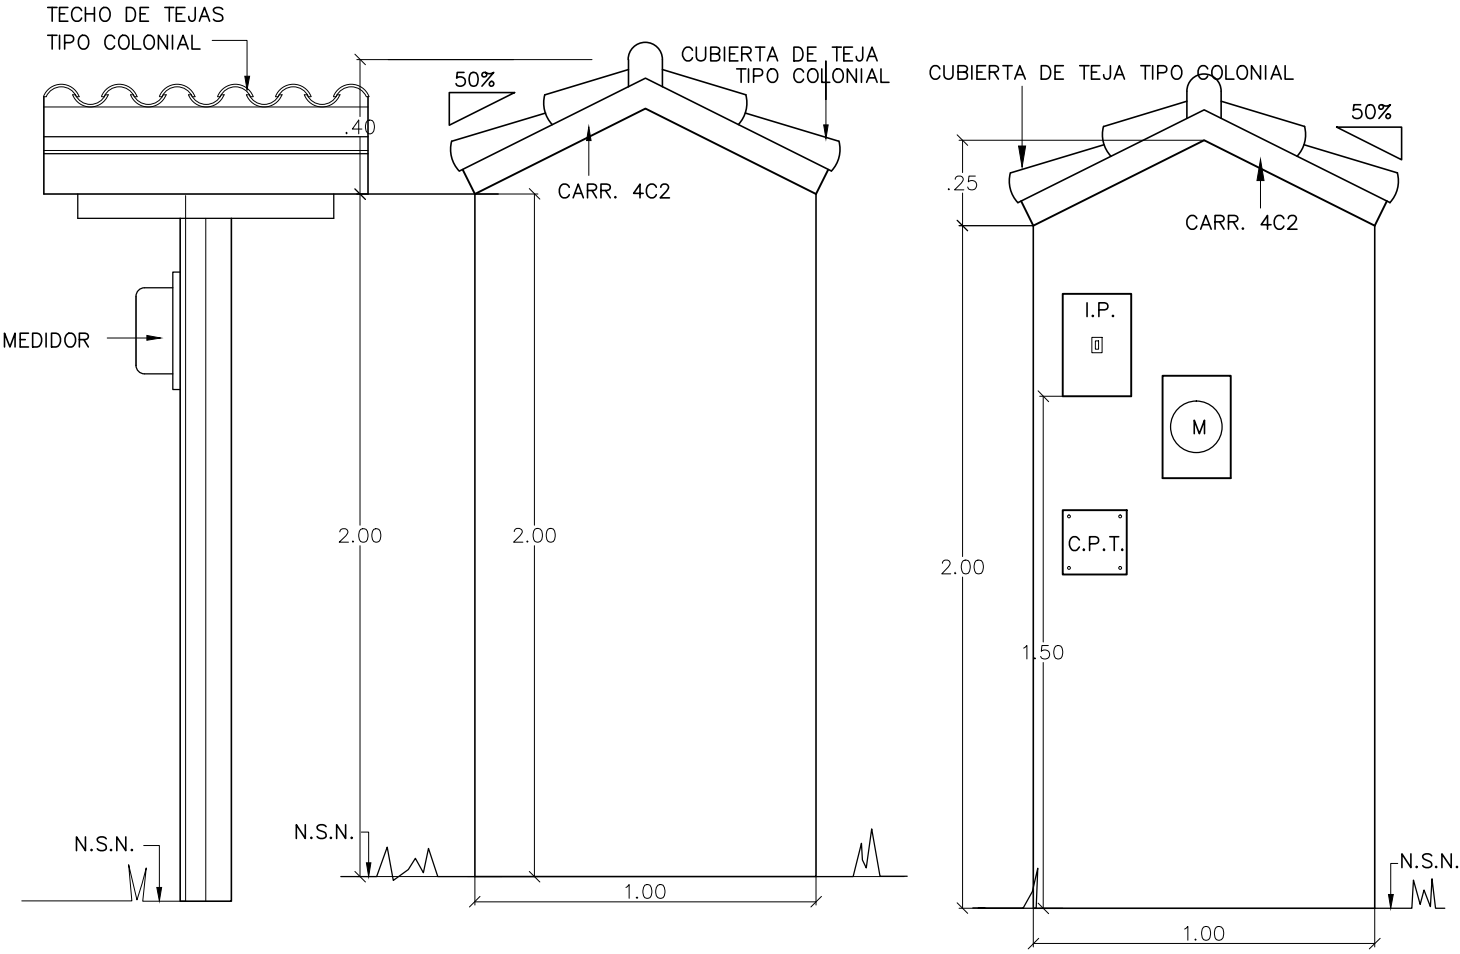 TECHO DE TEJAS
TIPO COLONIAL
MEDIDOR
N.S.N.
.40
2.00
N.S.N.
50%
CUBIERTA DE TEJA
TIPO COLONIAL
CARR. 4C2
2.00
1.00
CUBIERTA DE TEJA TIPO COLONIAL
50%
.25
CARR. 4C2
I.P.
M
C.P.T.
2.00
1.50
N.S.N.
1.00